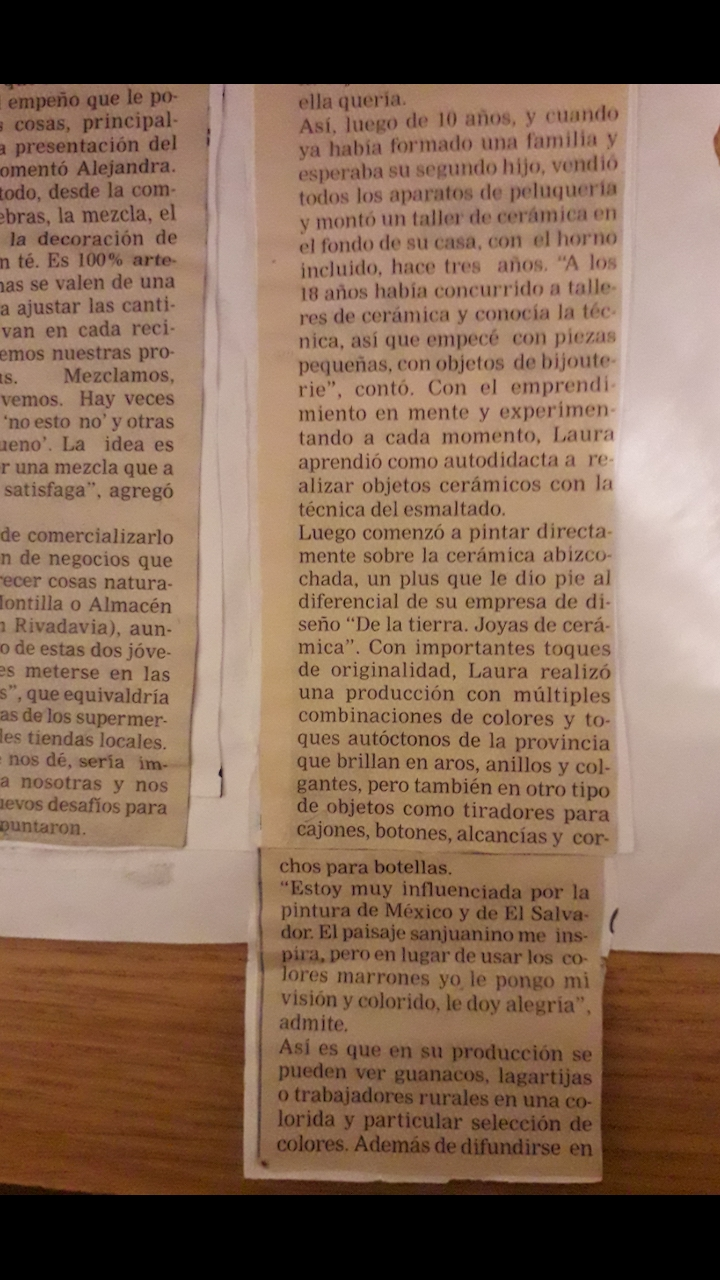 empeño que le po-
cosas, principal-
a presentación del
omentó Alejandra.
todo, desde la com-
ebras, la mezcla, el
la decoración de
n té. Es 100% arte-
nas se valen de una
a ajustar las canti-
van en cada reci-
emos nuestras pro-
s. Mezclamos,
vemos. Hay veces
'no esto no' y otras
ueno'. La idea es
r una mezcla que a
satisfaga”, agregó
de comercializarlo
n de negocios que
recer cosas natura-
Montilla o Almacén
n Rivadavia), aun-
o de estas dos jóve-
es meterse en las
s”, que equivaldría
as de los supermer-
des tiendas locales.
nos dé, sería im-
a nosotras y nos
uevos desafíos para
puntaron.
ella quería.
Así, luego de 10 años, y cuando
ya había formado una familia y
esperaba su segundo hijo, vendió
todos los aparatos de peluquería
y montó un taller de cerámica en
el fondo de su casa, con el horno
incluido, hace tres años. “A los
18 años había concurrido a talle-
res de cerámica y conocía la téc-
nica, así que empecé con piezas
pequeñas, con objetos de bijoute-
rie”, contó. Con el emprendi-
miento en mente y experimen-
tando a cada momento, Laura
aprendió como autodidacta a re-
alizar objetos cerámicos con la
técnica del esmaltado.
Luego comenzó a pintar directa-
mente sobre la cerámica abizco-
chada, un plus que le dio pie al
diferencial de su empresa de di-
seño “De la tierra. Joyas de cerá-
mica”. Con importantes toques
de originalidad, Laura realizó
una producción con múltiples
combinaciones de colores y to-
ques autóctonos de la provincia
que brillan en aros, anillos y col-
gantes, pero también en otro tipo
de objetos como tiradores para
cajones, botones, alcancías y cor-
chos para botellas.
“Estoy muy influenciada por la
pintura de México y de El Salva-
dor. El paisaje sanjuanino me ins-
pira, pero en lugar de usar los co-
lores marrones yo le pongo mi
visión y colorido, le doy alegría”,
admite.
Así es que en su producción se
pueden ver guanacos, lagartijas
o trabajadores rurales en una co-
lorida y particular selección de
colores. Además de difundirse en